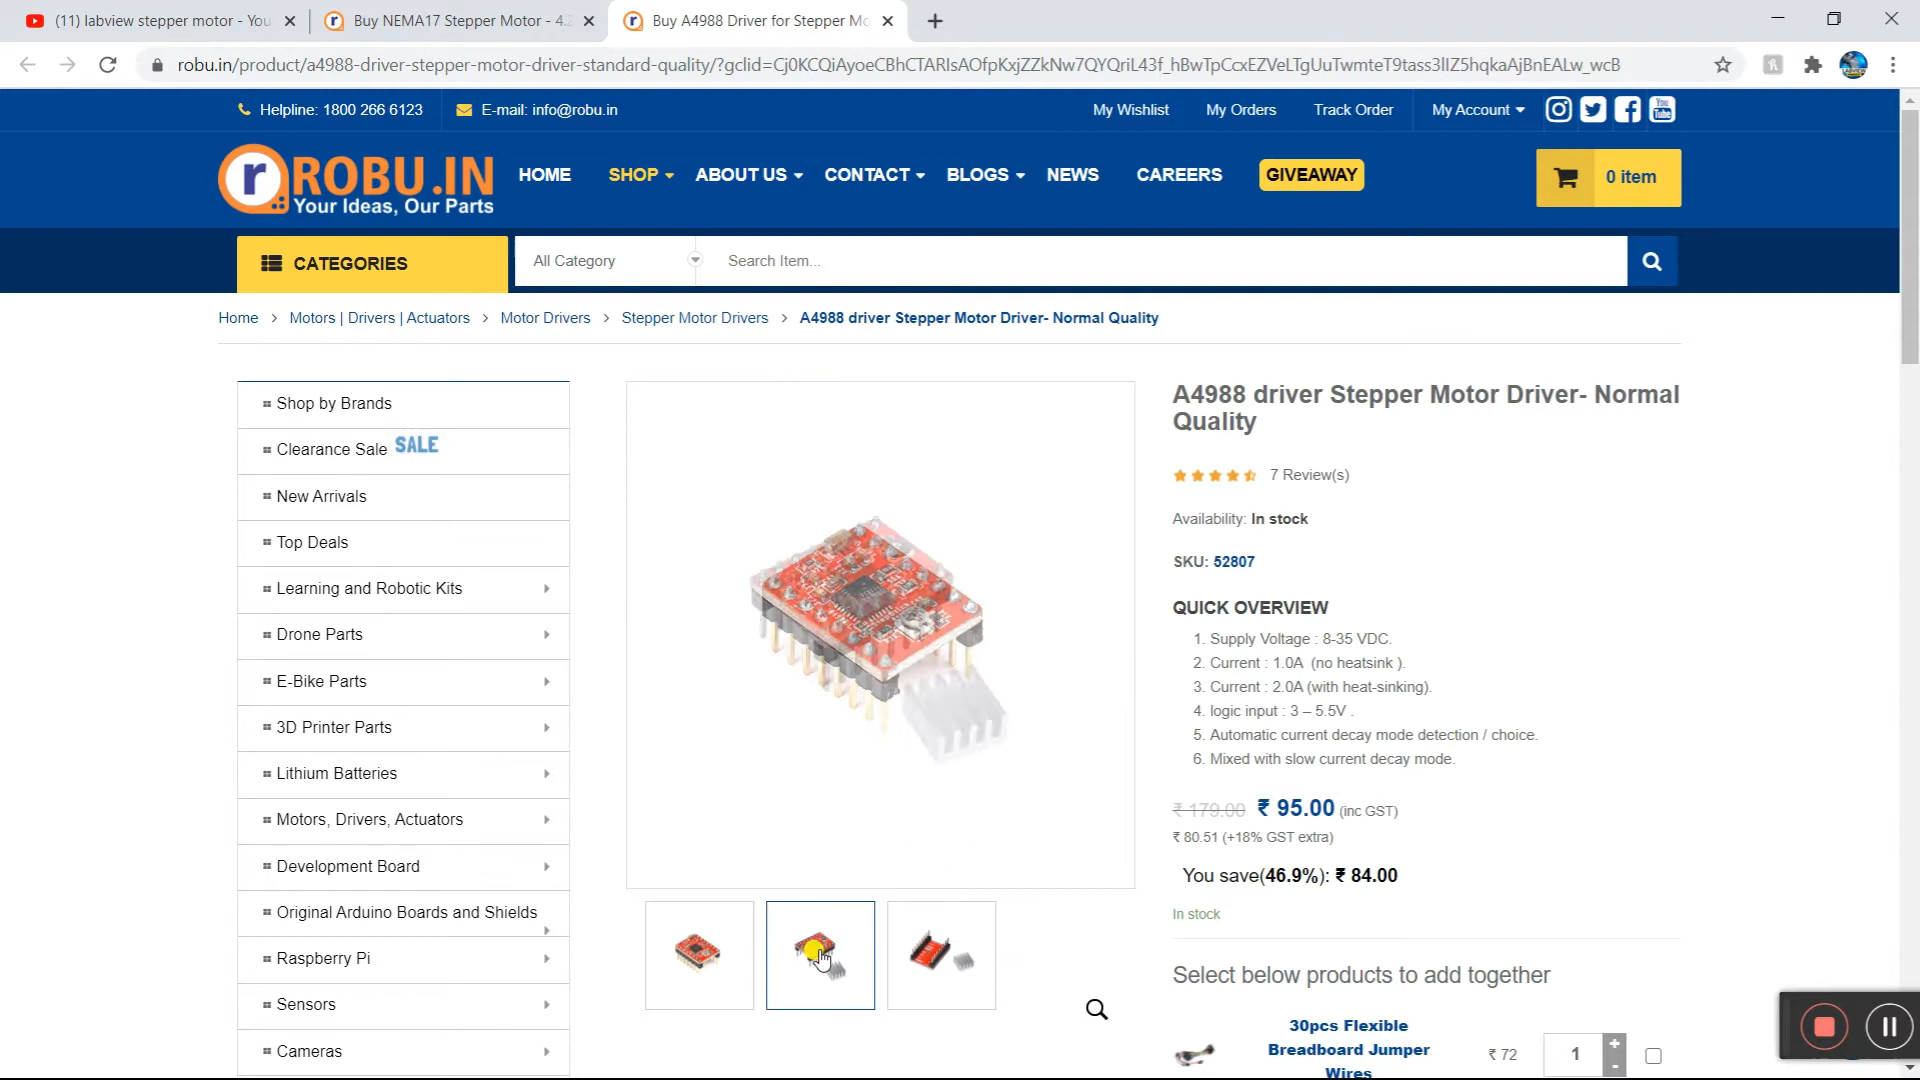 (11) labview stepper motor - You
Buy NEMA17 Stepper Motor - 4.2
Buy A4988 Driver for Stepper Mo
robu.in/product/a4988-driver-stepper-motor-driver-standard-quality/?gclid=Cj0KCQiAyoeCBhCTARIsAOfpKxjZZkNw7QYQriL43f_hBwTpCcxEZVeLTgUuTwmteT9tass3lIZ5hqkaAjBnEALw_wcB
Helpline: 1800 266 6123
E-mail: info@robu.in
My Wishlist
My Orders
Track Order
My Account
You
Tube
r ROBU.IN
Your Ideas, Our Parts
HOME
SHOP
ABOUT US
CONTACT
BLOGS
NEWS
CAREERS
GIVEAWAY
0 item
CATEGORIES
All Category
Search Item...
Home > Motors | Drivers | Actuators > Motor Drivers > Stepper Motor Drivers > A4988 driver Stepper Motor Driver- Normal Quality
Shop by Brands
Clearance Sale SALE
New Arrivals
Top Deals
Learning and Robotic Kits
Drone Parts
E-Bike Parts
3D Printer Parts
Lithium Batteries
Motors, Drivers, Actuators
Development Board
Original Arduino Boards and Shields
Raspberry Pi
Sensors
Cameras
A4988 driver Stepper Motor Driver- Normal
Quality
7 Review(s)
Availability: In stock
SKU: 52807
QUICK OVERVIEW
1. Supply Voltage : 8-35 VDC.
2. Current : 1.0A (no heatsink ).
3. Current : 2.0A (with heat-sinking).
4. logic input : 3 – 5.5V .
5. Automatic current decay mode detection / choice.
6. Mixed with slow current decay mode.
₹ 179.00 ₹ 95.00 (inc GST)
₹ 80.51 (+18% GST extra)
You save(46.9%): ₹ 84.00
In stock
Select below products to add together
30pcs Flexible
Breadboard Jumper
Wires
₹ 72
1
+
-